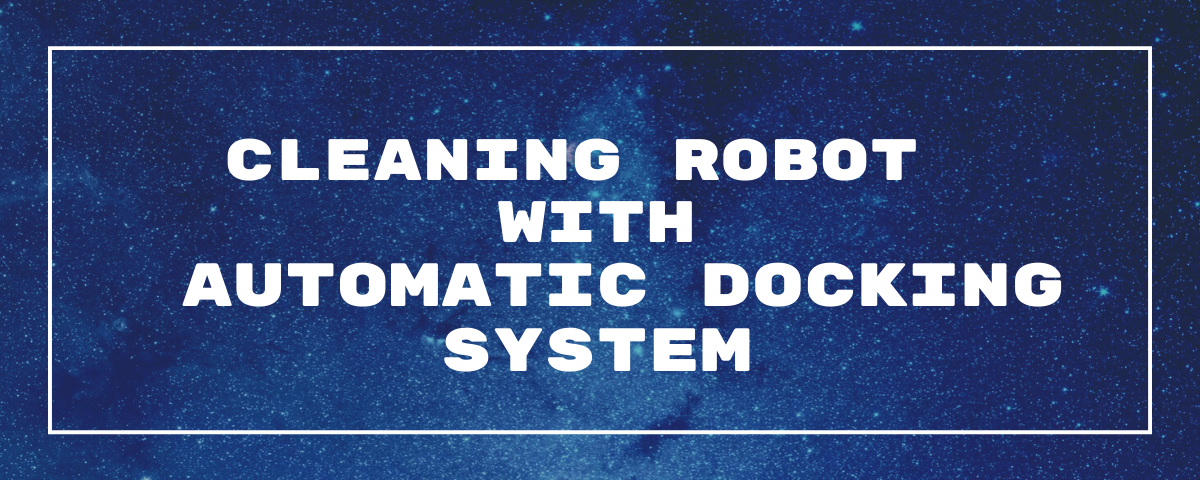 CLEANING ROBOT
WITH
AUTOMATIC DOCKING
SYSTEM